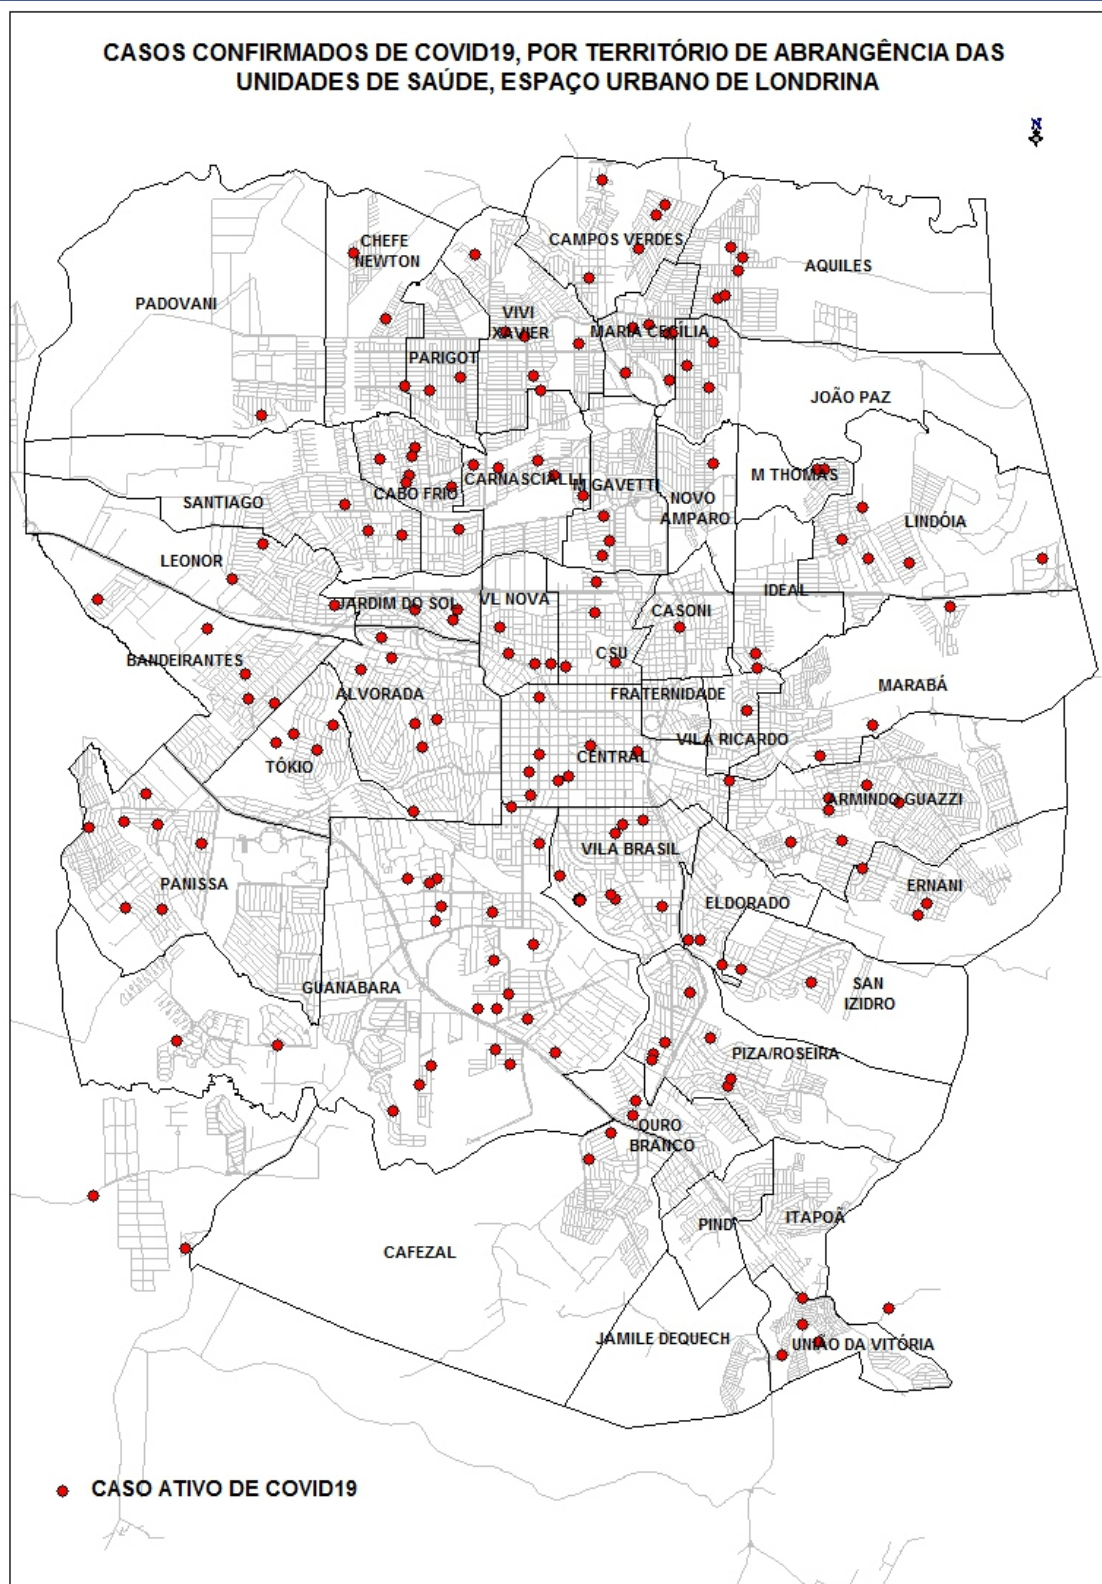 CASOS CONFIRMADOS DE COVID19, POR TERRITÓRIO DE ABRANGÊNCIA DAS
UNIDADES DE SAÚDE, ESPAÇO URBANO DE LONDRINA
N
CHEFE
NEWTON
CAMPOS VERDES
AQUILES
PADOVANI
VIVI
XAVIER
MARIA CECÍLIA
PARIGOT
JOÃO PAZ
M THOMAS
CARNASCIALLI
M GAVETTI
CABO FRIO
SANTIAGO
NOVO
AMPARO
LINDÓIA
LEONOR
IDEAL
JARDIM DO SOL
VL NOVA
CASONI
CSU
BANDEIRANTES
MARABÁ
ALVORADA
FRATERNIDADE
VILA RICARDO
CENTRAL
TÓKIO
ARMINDO GUAZZI
VILA BRASIL
PANISSA
ERNANI
ELDORADO
GUANABARA
SAN
IZIDRO
PIZA/ROSEIRA
OURO
BRANCO
PIND
ITAPOÃ
CAFEZAL
JAMILE DEQUECH
UNIÃO DA VITÓRIA
CASO ATIVO DE COVID19